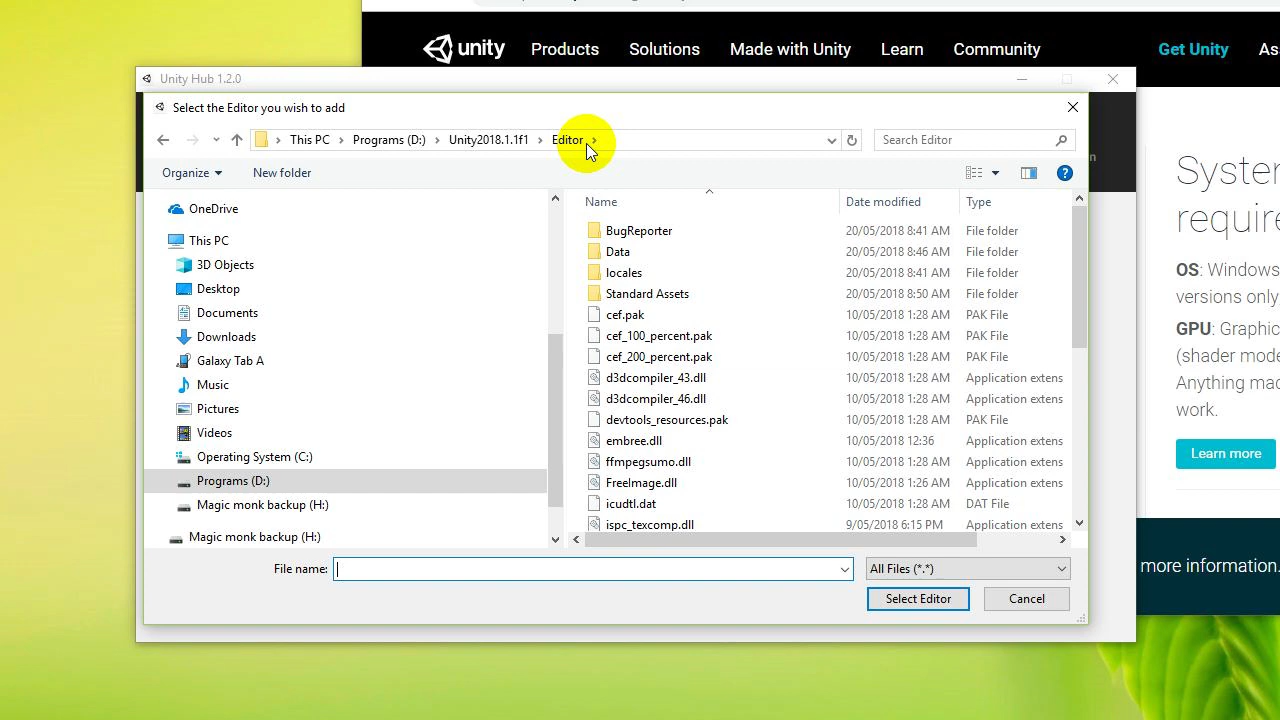 unity Products Solutions Made with Unity Learn Community Get Unity
Unity Hub 1.2.0
Select the Editor you wish to add
This PC Programs (D:) Unity2018.1.1f1 Editor Search Editor
Organize New folder
OneDrive
This PC
3D Objects
Desktop
Documents
Downloads
Galaxy Tab A
Music
Pictures
Videos
Operating System (C:)
Programs (D:)
Magic monk backup (H:)
Magic monk backup (H:)
Name Date modified Type
BugReporter 20/05/2018 8:41 AM File folder
Data 20/05/2018 8:46 AM File folder
locales 20/05/2018 8:41 AM File folder
Standard Assets 20/05/2018 8:50 AM File folder
cef.pak 10/05/2018 1:28 AM PAK File
cef_100_percent.pak 10/05/2018 1:28 AM PAK File
cef_200_percent.pak 10/05/2018 1:28 AM PAK File
d3dcompiler_43.dll 10/05/2018 1:28 AM Application extens
d3dcompiler_46.dll 10/05/2018 1:28 AM Application extens
devtools_resources.pak 10/05/2018 1:28 AM PAK File
embree.dll 10/05/2018 12:36 Application extens
ffmpegsumo.dll 10/05/2018 1:28 AM Application extens
FreeImage.dll 10/05/2018 1:26 AM Application extens
icudtl.dat 10/05/2018 1:28 AM DAT File
ispc_texcomp.dll 9/05/2018 6:15 PM Application extens
File name: All Files (*.*)
Select Editor Cancel
Syste
require
OS: Windows
versions only
GPU: Graphic
(shader mode
Anything mad
work.
Learn more
more information.